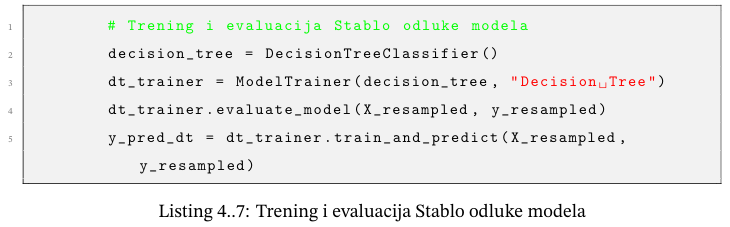 1 # Trening i evaluacija Stablo odluke modela
2 decision_tree = DecisionTreeClassifier()
3 dt_trainer = ModelTrainer(decision_tree, "Decision␣Tree")
4 dt_trainer.evaluate_model(X_resampled, y_resampled)
5 y_pred_dt = dt_trainer.train_and_predict(X_resampled,
y_resampled)
Listing 4..7: Trening i evaluacija Stablo odluke modela